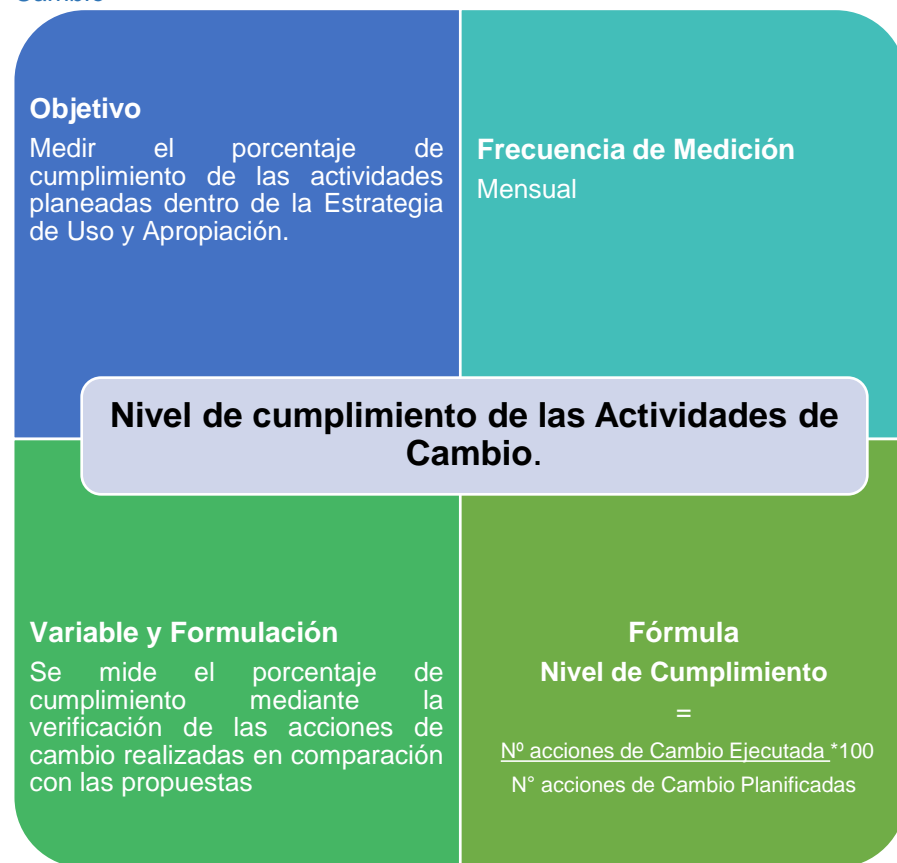 Objetivo
Medir el porcentaje de
cumplimiento de las actividades
planeadas dentro de la Estrategia
de Uso y Apropiación.
Frecuencia de Medición
Mensual
Nivel de cumplimiento de las Actividades de
Cambio.
Variable y Formulación
Se mide el porcentaje de
cumplimiento mediante la
verificación de las acciones de
cambio realizadas en comparación
con las propuestas
Fórmula
Nivel de Cumplimiento
=
Nº acciones de Cambio Ejecutada *100
N° acciones de Cambio Planificadas